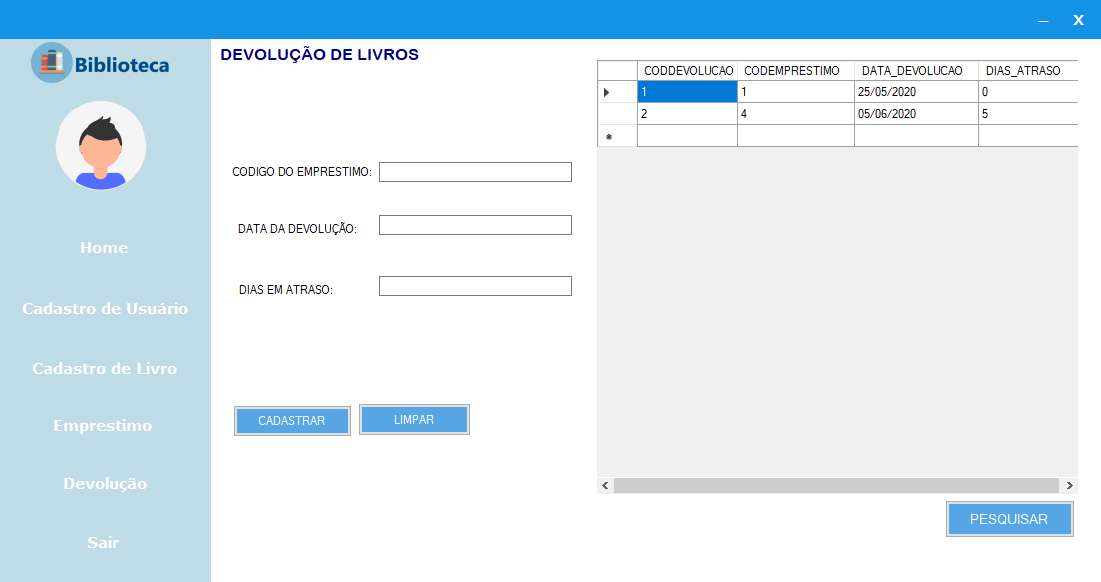 _ X
Biblioteca
Home
Cadastro de Usuário
Cadastro de Livro
Emprestimo
Devolução
Sair
DEVOLUÇÃO DE LIVROS
CODIGO DO EMPRESTIMO:
DATA DA DEVOLUÇÃO:
DIAS EM ATRASO:
CADASTRAR LIMPAR
CODDEVOLUCAO CODEMPRESTIMO DATA_DEVOLUCAO DIAS_ATRASO
1 1 25/05/2020 0
2 4 05/06/2020 5
PESQUISAR